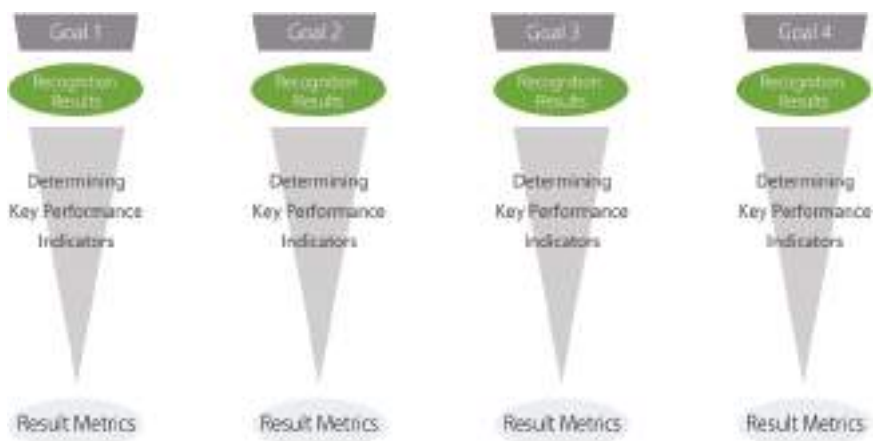 Goal 1
Recognition
Results
Determining
Key Performance
Indicators
Result Metrics
Goal 2
Recognition
Results
Determining
Key Performance
Indicators
Result Metrics
Goal 3
Recognition
Results
Determining
Key Performance
Indicators
Result Metrics
Goal 4
Recognition
Results
Determining
Key Performance
Indicators
Result Metrics